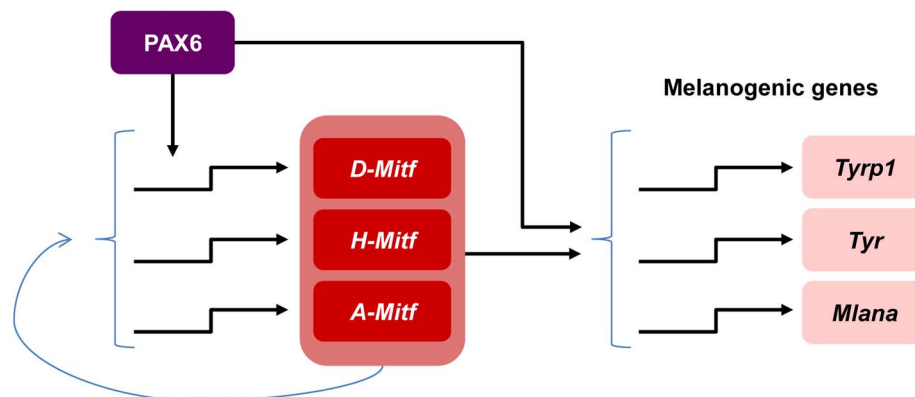 PAX6
Melanogenic genes
D-Mitf
H-Mitf
A-Mitf
Tyrp1
Tyr
Mlana